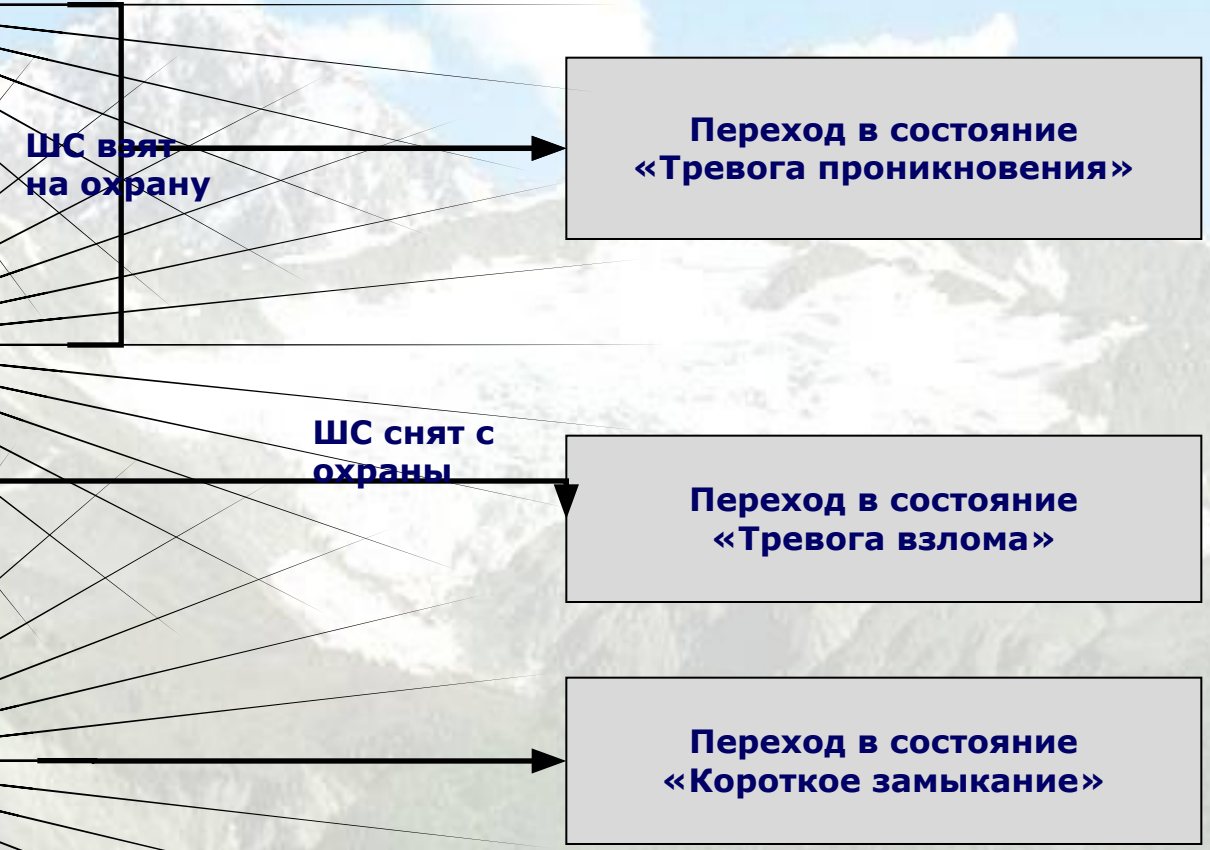 ШС взят
на охрану
Переход в состояние
«Тревога проникновения»
ШС снят с
охраны
Переход в состояние
«Тревога взлома»
Переход в состояние
«Короткое замыкание»